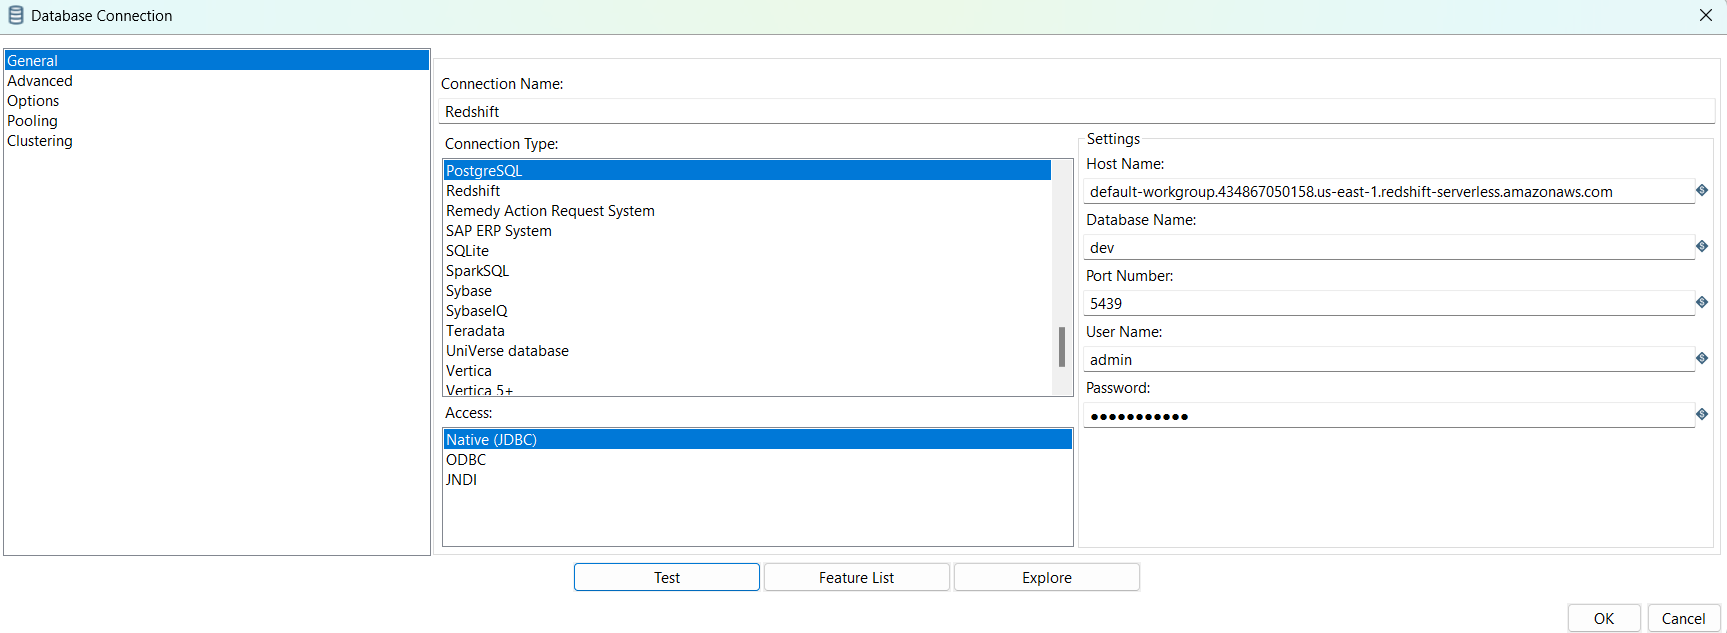 Database Connection
General
Advanced
Options
Pooling
Clustering
Connection Name:
Redshift
Connection Type:
PostgreSQL
Redshift
Remedy Action Request System
SAP ERP System
SQLite
SparkSQL
Sybase
SybaseIQ
Teradata
UniVerse database
Vertica
Vertica 5+
Access:
Native (JDBC)
ODBC
JNDI
Settings
Host Name:
default-workgroup.434867050158.us-east-1.redshift-serverless.amazonaws.com
Database Name:
dev
Port Number:
5439
User Name:
admin
Password:
●●●●●●●●●●●
Test
Feature List
Explore
OK
Cancel